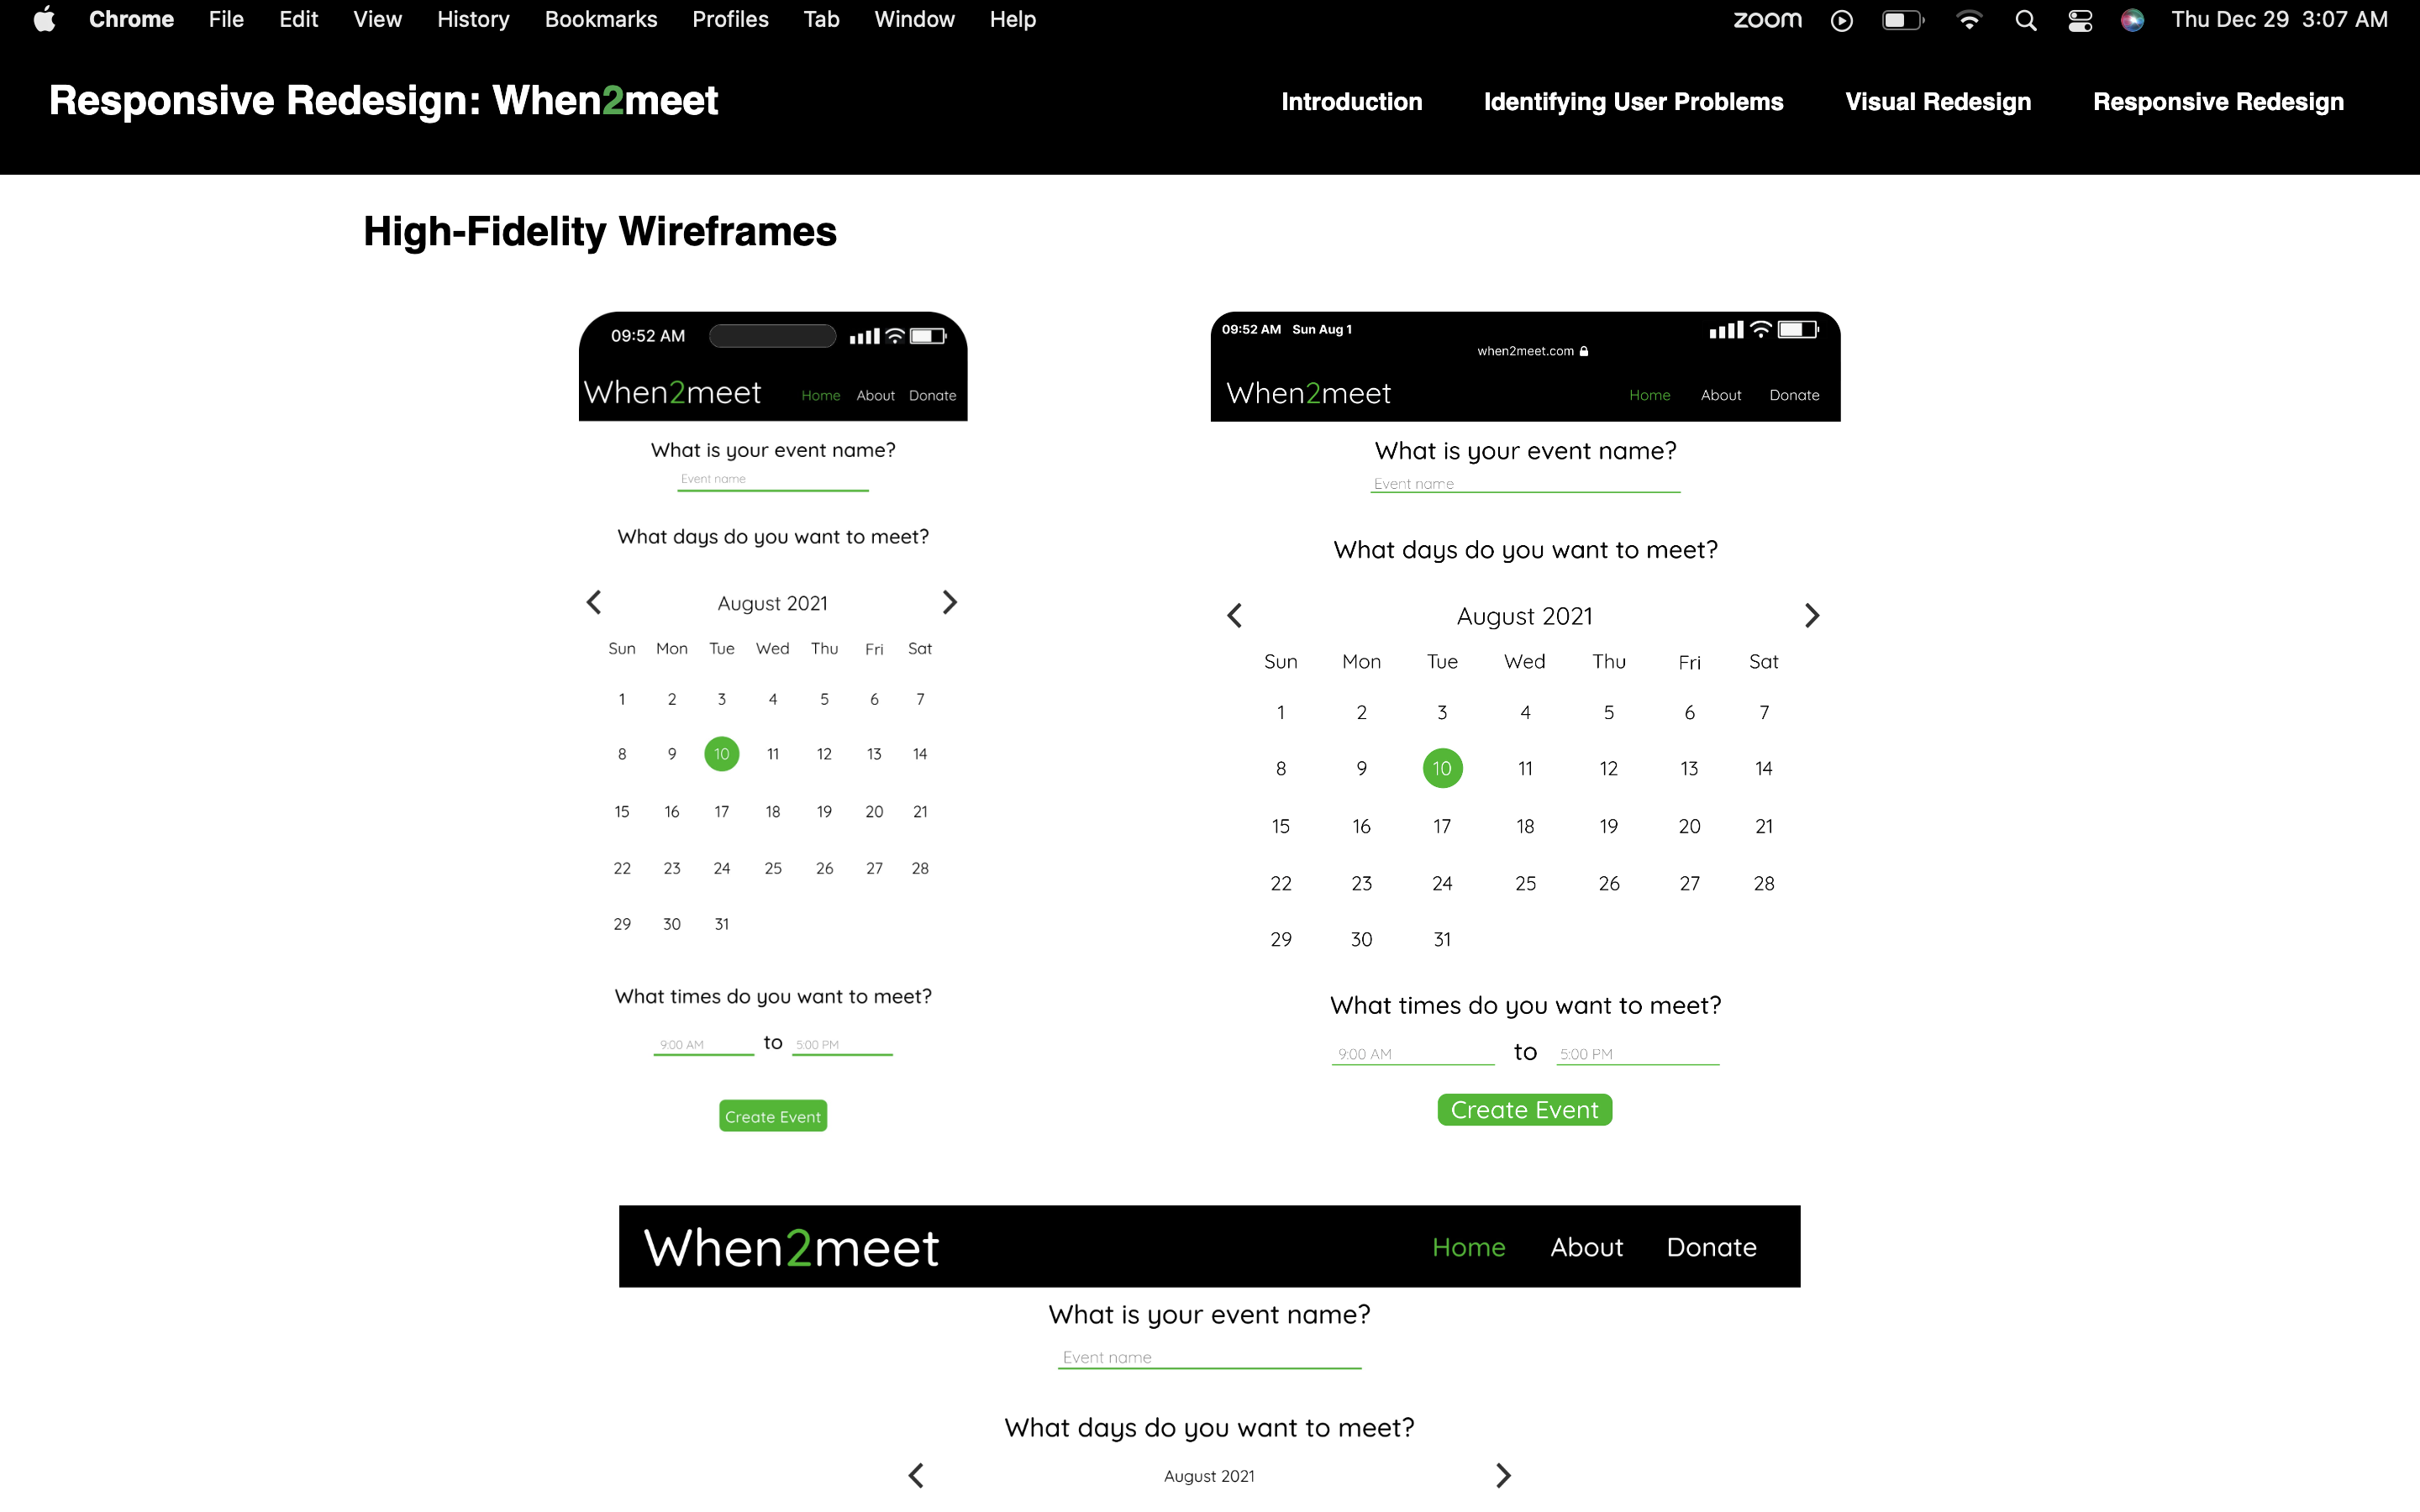 Chrome File Edit View History Bookmarks Profiles Tab Window Help zoom Thu Dec 29 3:07 AM
Responsive Redesign: When2meet Introduction Identifying User Problems Visual Redesign Responsive Redesign
High-Fidelity Wireframes
09:52 AM
When2meet Home About Donate
What is your event name?
Event name
What days do you want to meet?
August 2021
Sun Mon Tue Wed Thu Fri Sat
1 2 3 4 5 6 7
8 9 10 11 12 13 14
15 16 17 18 19 20 21
22 23 24 25 26 27 28
29 30 31
What times do you want to meet?
9:00 AM to 5:00 PM
Create Event
09:52 AM Sun Aug 1
when2meet.com
When2meet Home About Donate
What is your event name?
Event name
What days do you want to meet?
August 2021
Sun Mon Tue Wed Thu Fri Sat
1 2 3 4 5 6 7
8 9 10 11 12 13 14
15 16 17 18 19 20 21
22 23 24 25 26 27 28
29 30 31
What times do you want to meet?
9:00 AM to 5:00 PM
Create Event
When2meet Home About Donate
What is your event name?
Event name
What days do you want to meet?
August 2021